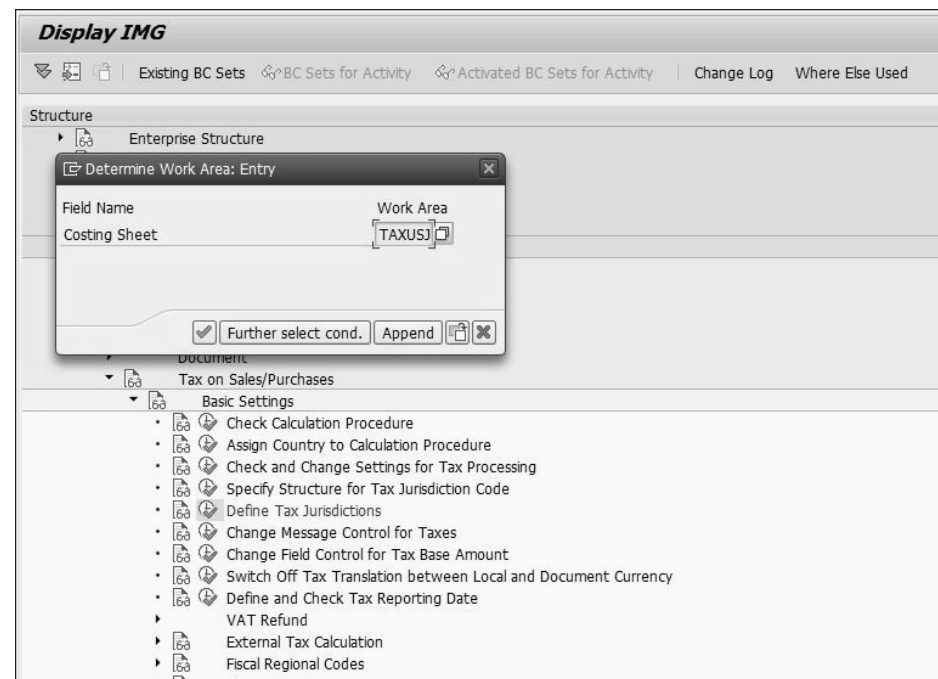 Display IMG
Existing BC Sets BC Sets for Activity Activated BC Sets for Activity Change Log Where Else Used
Structure
Enterprise Structure
Determine Work Area: Entry
Field Name Work Area
Costing Sheet TAXUSJ
Further select cond. Append
Document
Tax on Sales/Purchases
Basic Settings
Check Calculation Procedure
Assign Country to Calculation Procedure
Check and Change Settings for Tax Processing
Specify Structure for Tax Jurisdiction Code
Define Tax Jurisdictions
Change Message Control for Taxes
Change Field Control for Tax Base Amount
Switch Off Tax Translation between Local and Document Currency
Define and Check Tax Reporting Date
VAT Refund
External Tax Calculation
Fiscal Regional Codes